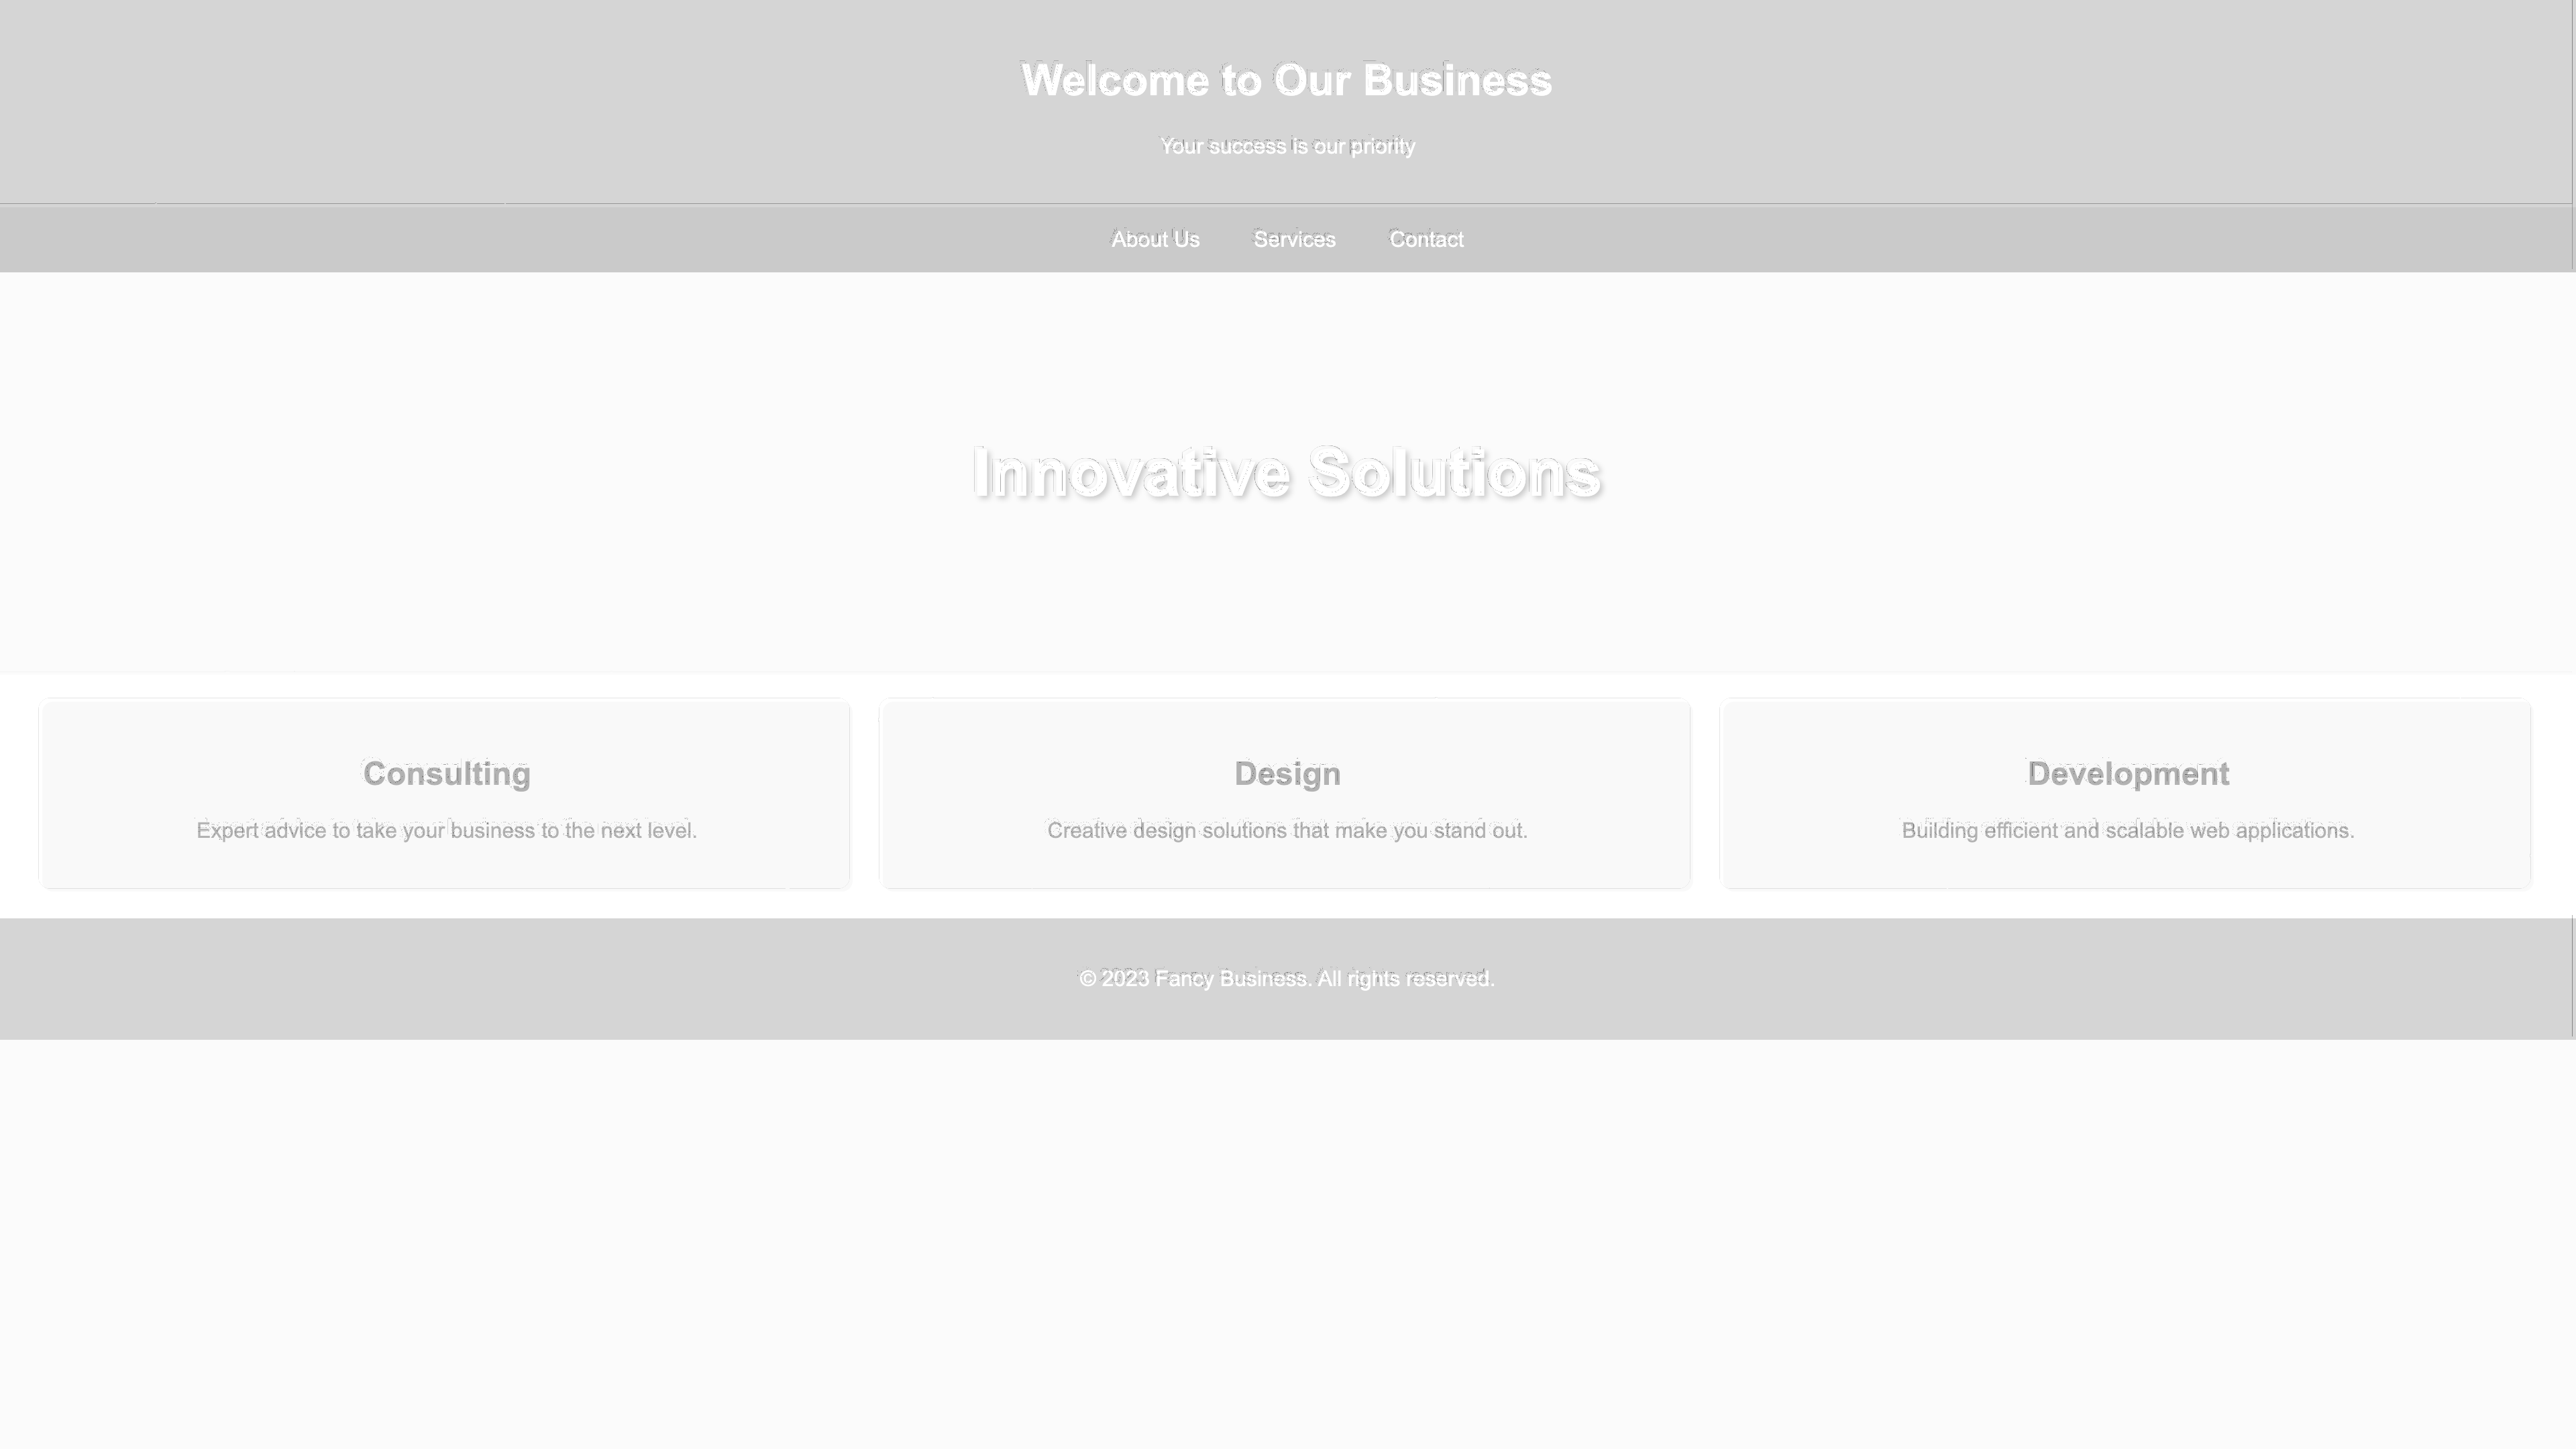 Welcome to Our Business
Your success is our priority
About Us Services Contact
Innovative Solutions
Consulting
Expert advice to take your business to the next level.
Design
Creative design solutions that make you stand out.
Development
Building efficient and scalable web applications.
© 2023 Fancy Business. All rights reserved.